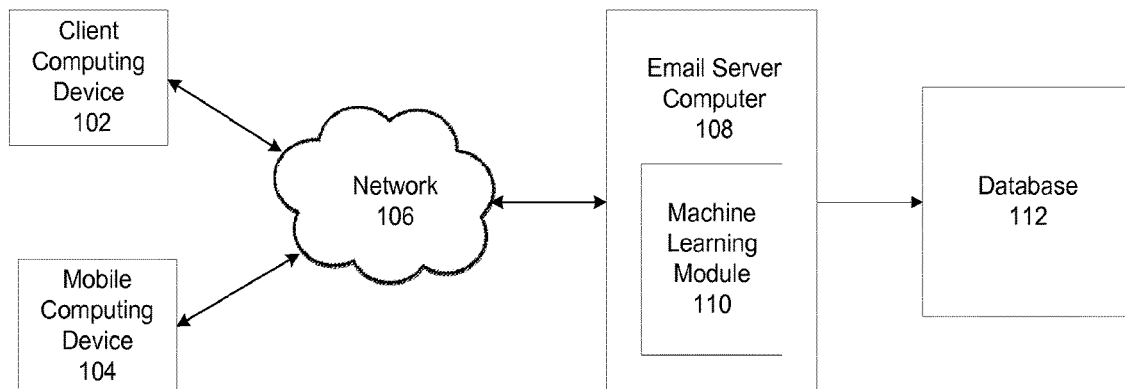 Client
Computing
Device
102
Mobile
Computing
Device
104
Network
106
Email Server
Computer
108
Machine
Learning
Module
110
Database
112